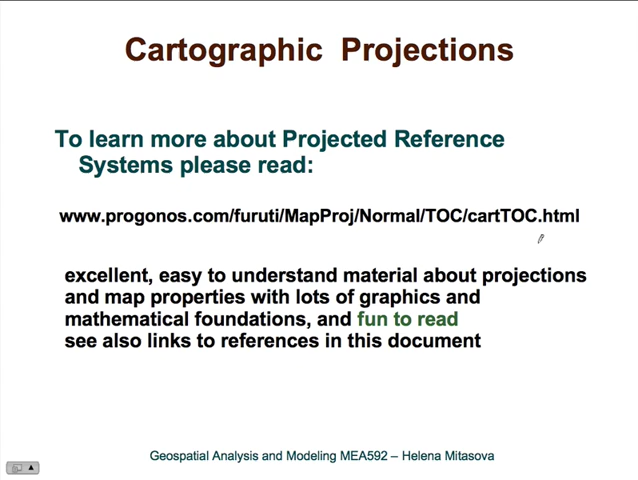 Cartographic Projections
To learn more about Projected Reference
Systems please read:
www.progonos.com/furuti/MapProj/Normal/TOC/cartTOC.html
excellent, easy to understand material about projections
and map properties with lots of graphics and
mathematical foundations, and fun to read
see also links to references in this document
Geospatial Analysis and Modeling MEA592 – Helena Mitasova